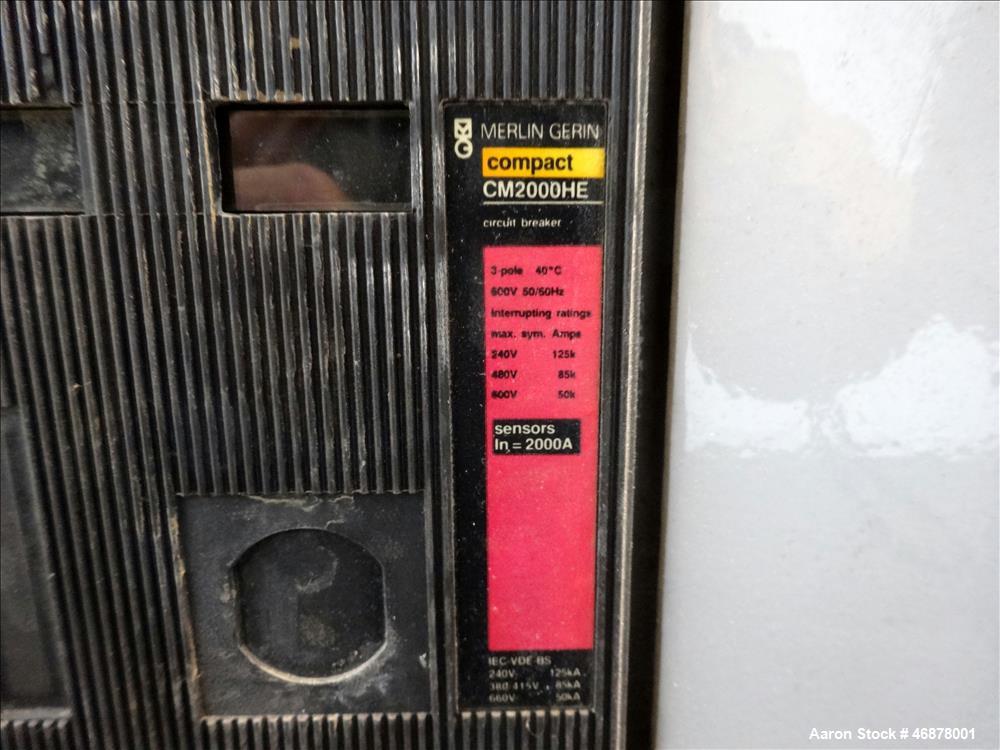 MG
MERLIN GERIN
compact
CM2000HE
circuit breaker
3-pole 40°C
600V 50/60Hz
Interrupting ratings
max. sym. Amps
240V 125k
480V 85k
600V 50k
sensors
In = 2000A
IEC-VDE-BS
240V 125kA
380-415V 85kA
660V 50kA
Aaron Stock # 46878001